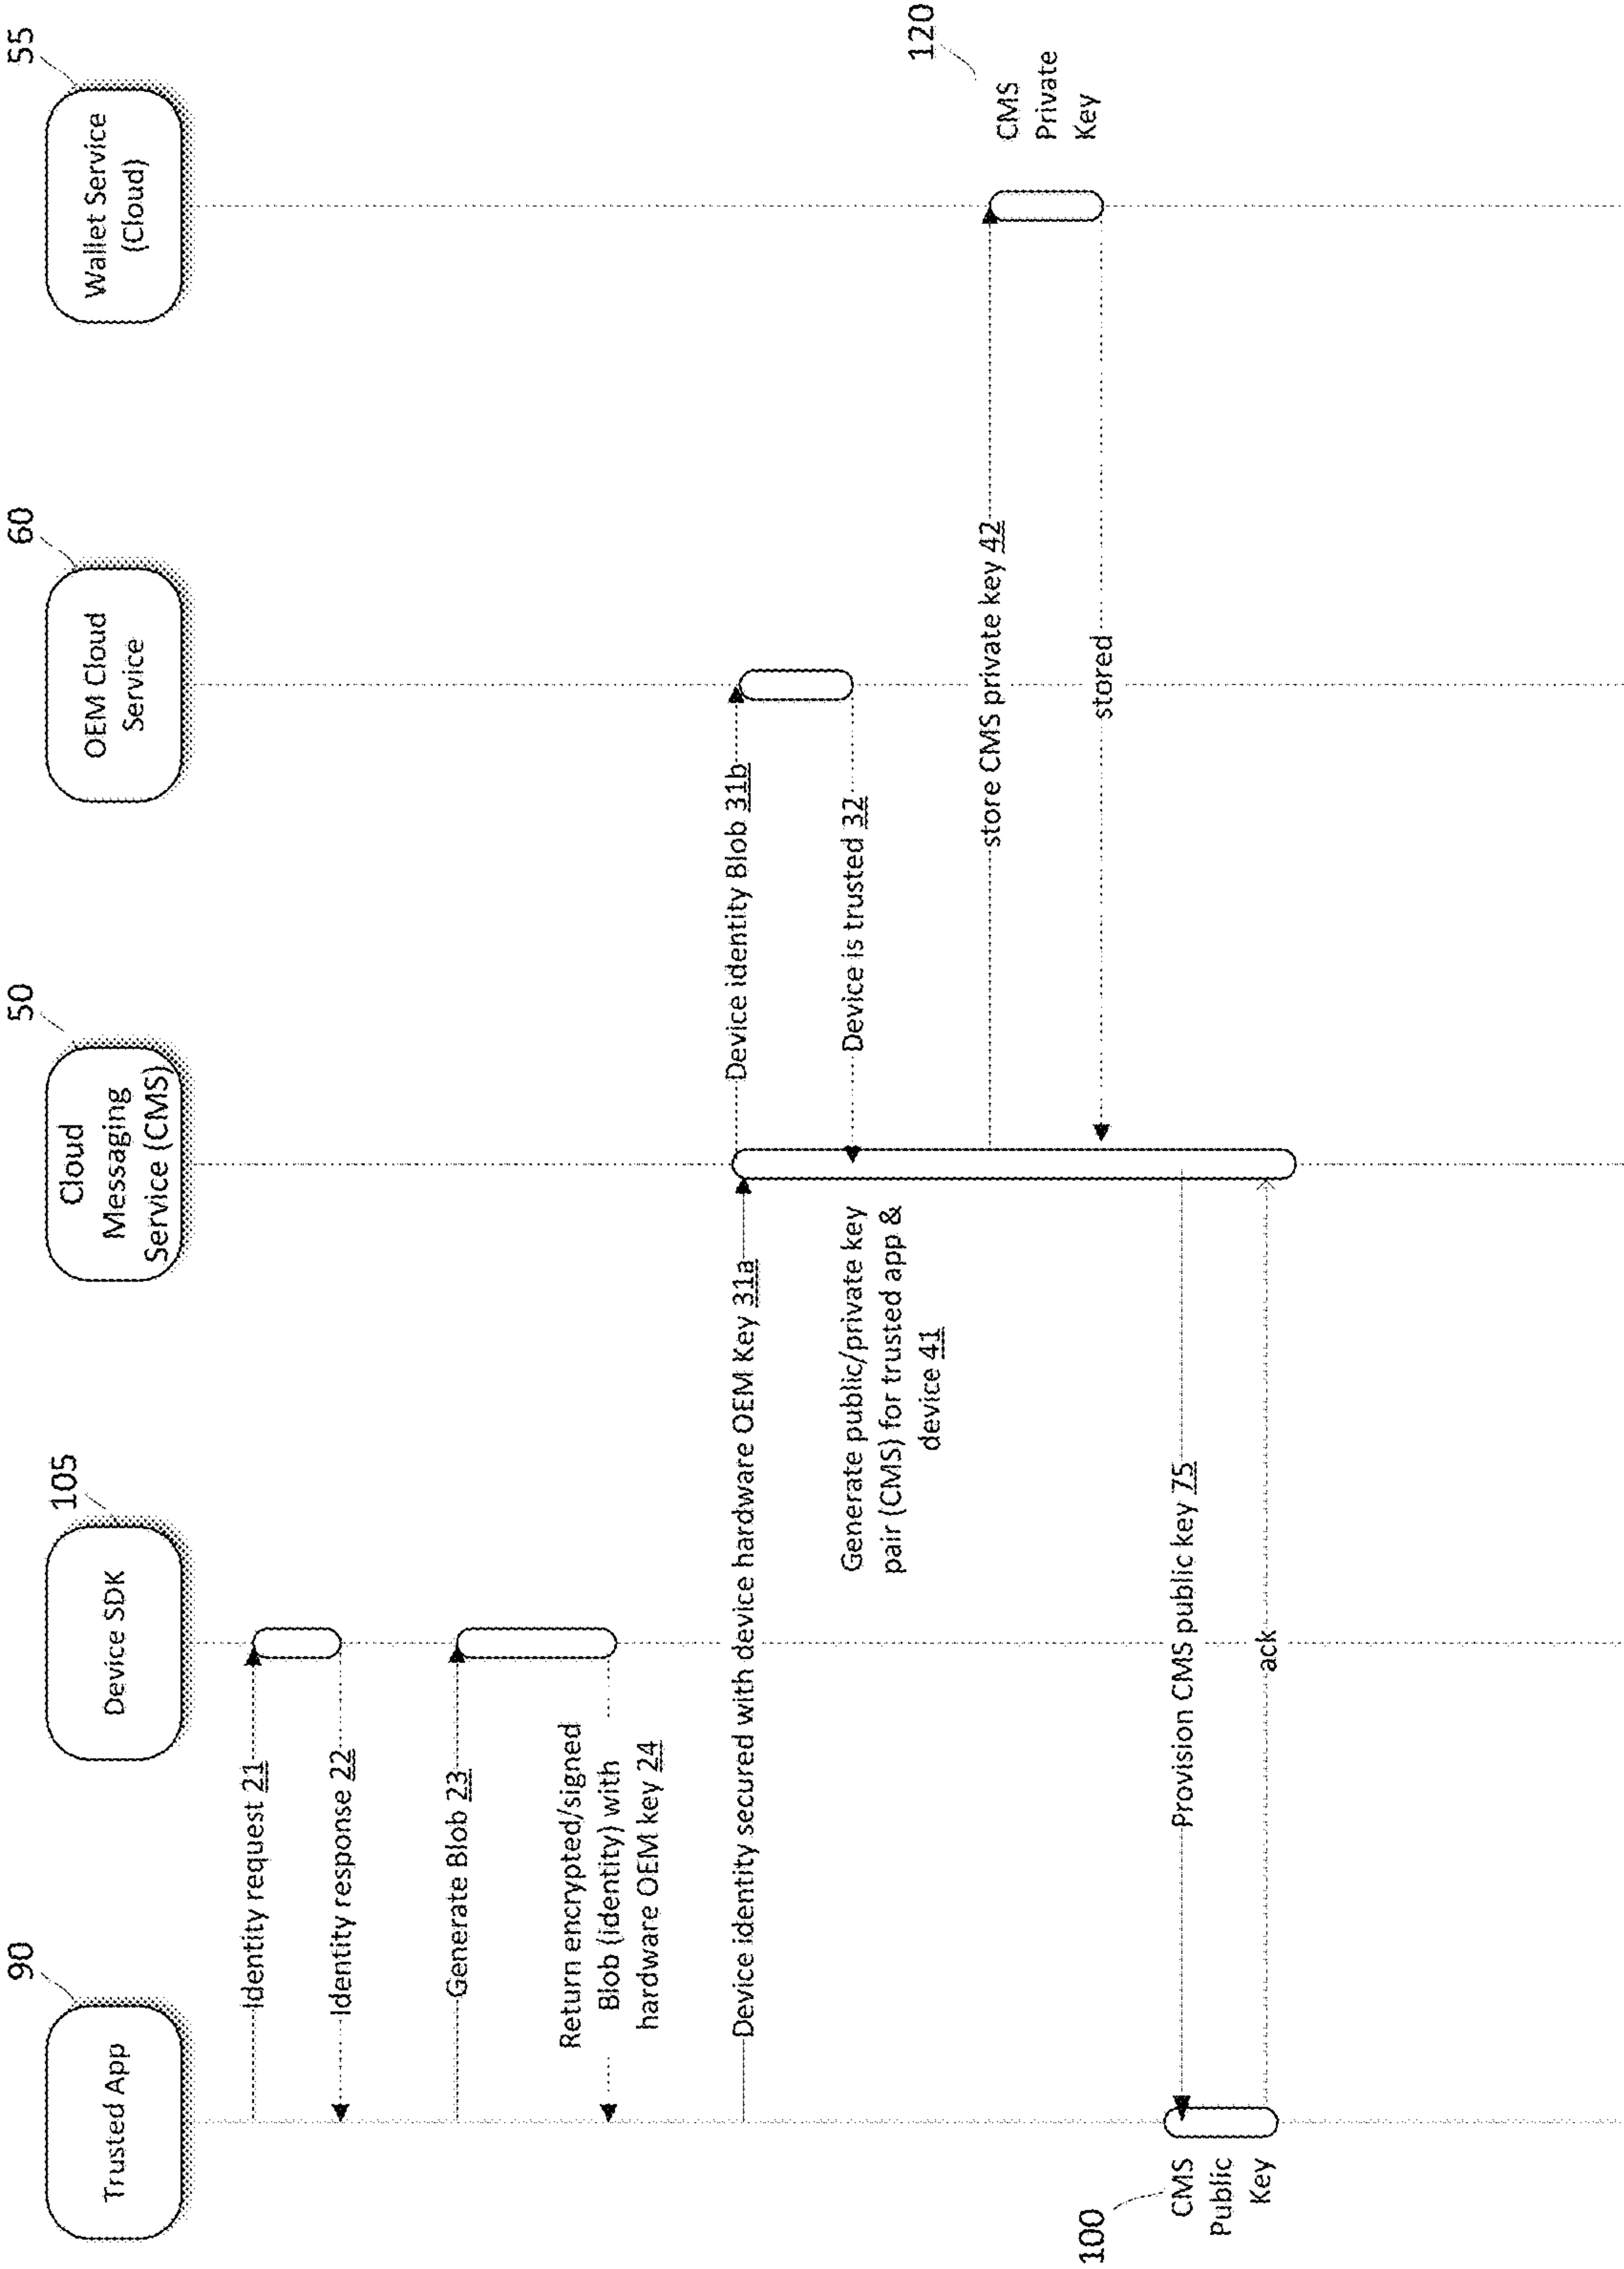 90
Trusted App
105
Device SDK
50
Cloud
Messaging
Service (CMS)
60
OEM Cloud
Service
55
Wallet Service
(Cloud)
Identity request 21
Identity response 22
Generate Blob 23
Return encrypted/signed
Blob (identity) with
hardware OEM key 24
Device identity secured with device hardware OEM Key 31a
Device identity Blob 31b
Device is trusted 32
Generate public/private key
pair (CMS) for trusted app &
device 41
store CMS private key 42
120
CMS
Private
Key
stored
Provision CMS public key 75
100
CMS
Public
Key
ack